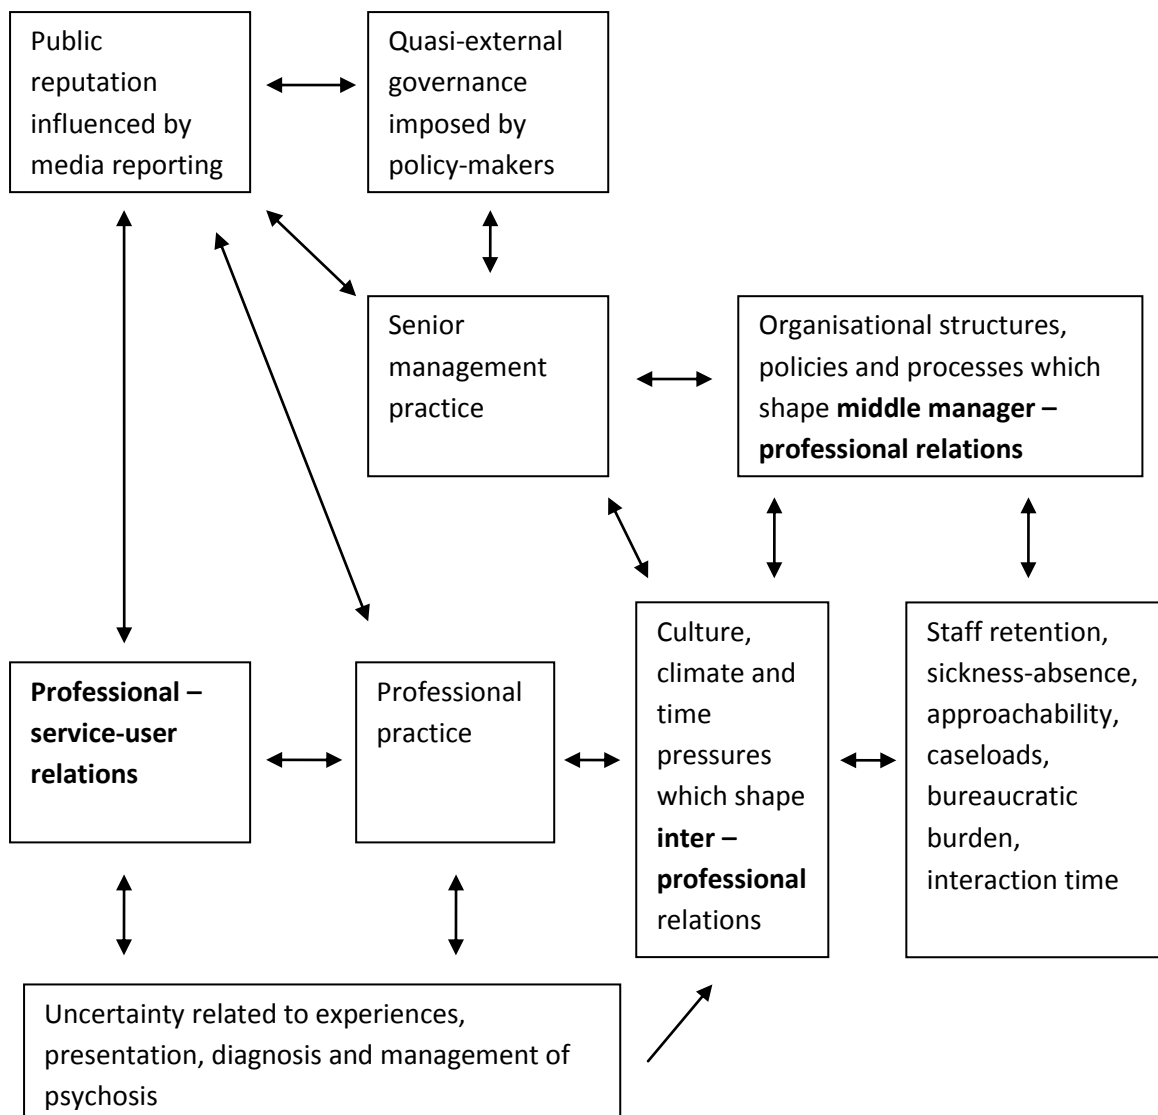 Public
reputation
influenced by
media reporting
Quasi-external
governance
imposed by
policy-makers
Senior
management
practice
Organisational structures,
policies and processes which
shape middle manager –
professional relations
Professional –
service-user
relations
Professional
practice
Culture,
climate and
time
pressures
which shape
inter –
professional
relations
Staff retention,
sickness-absence,
approachability,
caseloads,
bureaucratic
burden,
interaction time
Uncertainty related to experiences,
presentation, diagnosis and management of
psychosis